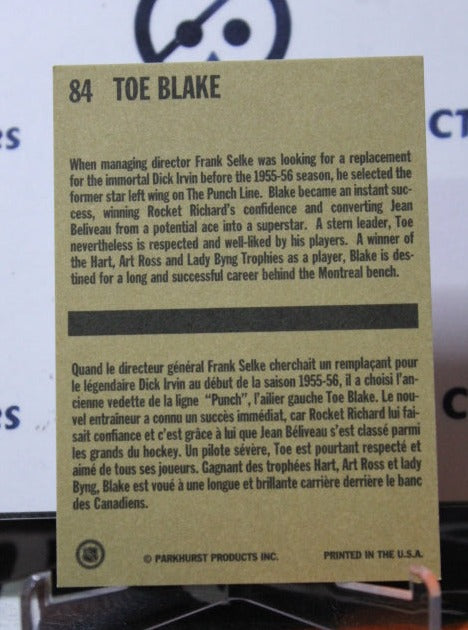 84 TOE BLAKE
When managing director Frank Selke was looking for a replacement
for the immortal Dick Irvin before the 1955-56 season, he selected the
former star left wing on The Punch Line. Blake became an instant suc-
cess, winning Rocket Richard's confidence and converting Jean
Beliveau from a potential ace into a superstar. A stern leader, Toe
nevertheless is respected and well-liked by his players. A winner of
the Hart, Art Ross and Lady Byng Trophies as a player, Blake is des-
tined for a long and successful career behind the Montreal bench.
Quand le directeur général Frank Selke cherchait un remplaçant pour
le légendaire Dick Irvin au début de la saison 1955-56, il a choisi l'an-
cienne vedette de la ligne "Punch", l'ailier gauche Toe Blake. Le nou-
vel entraîneur a connu un succès immédiat, car Rocket Richard lui fai-
sait confiance et c'est grâce à lui que Jean Béliveau s'est classé parmi
les grands du hockey. Un pilote sévère, Toe est pourtant respecté et
aimé de tous ses joueurs. Gagnant des trophées Hart, Art Ross et lady
Byng, Blake est voué à une longue et brillante carrière derrière le banc
des Canadiens.
© PARKHURST PRODUCTS INC. PRINTED IN THE U.S.A.